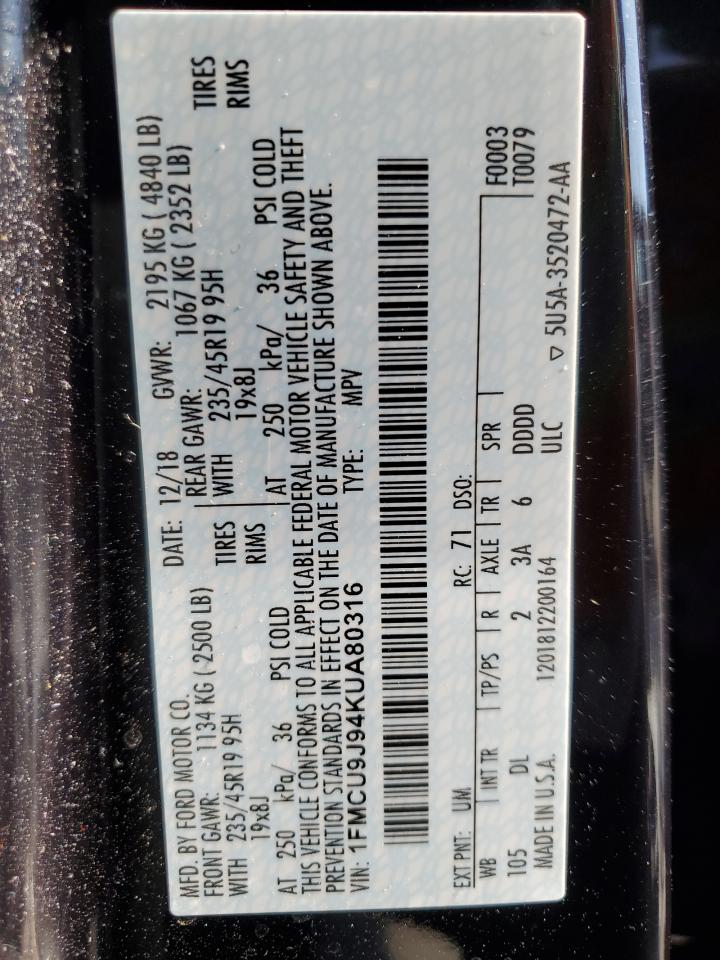 MFD. BY FORD MOTOR CO.
DATE: 12/18 GVWR: 2195 KG ( 4840 LB)
FRONT GAWR: 1134 KG ( 2500 LB)
REAR GAWR: 1067 KG ( 2352 LB)
WITH 235/45R19 95H TIRES
WITH 235/45R19 95H TIRES
19x8J RIMS
19x8J RIMS
AT 250 kPa/ 36 PSI COLD
AT 250 kPa/ 36 PSI COLD
THIS VEHICLE CONFORMS TO ALL APPLICABLE FEDERAL MOTOR VEHICLE SAFETY AND THEFT
PREVENTION STANDARDS IN EFFECT ON THE DATE OF MANUFACTURE SHOWN ABOVE.
VIN: 1FMCU9J94KUA80316 TYPE: MPV
EXT PNT: UM RC: 71 DSO:
WB INT TR TP/PS R AXLE TR SPR F0003
105 DL 2 3A 6 DDDD T0079
MADE IN U.S.A. 1201812200164 ULC ▽ 5U5A-3520472-AA